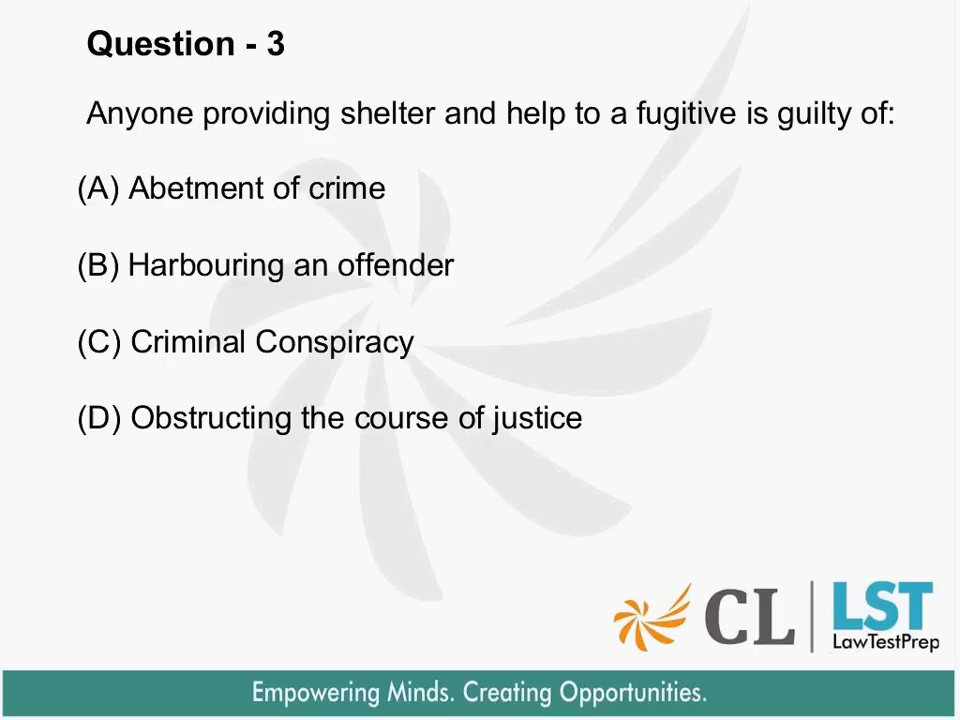 Question - 3
Anyone providing shelter and help to a fugitive is guilty of:
(A) Abetment of crime
(B) Harbouring an offender
(C) Criminal Conspiracy
(D) Obstructing the course of justice
CL | LST
LawTestPrep
Empowering Minds. Creating Opportunities.